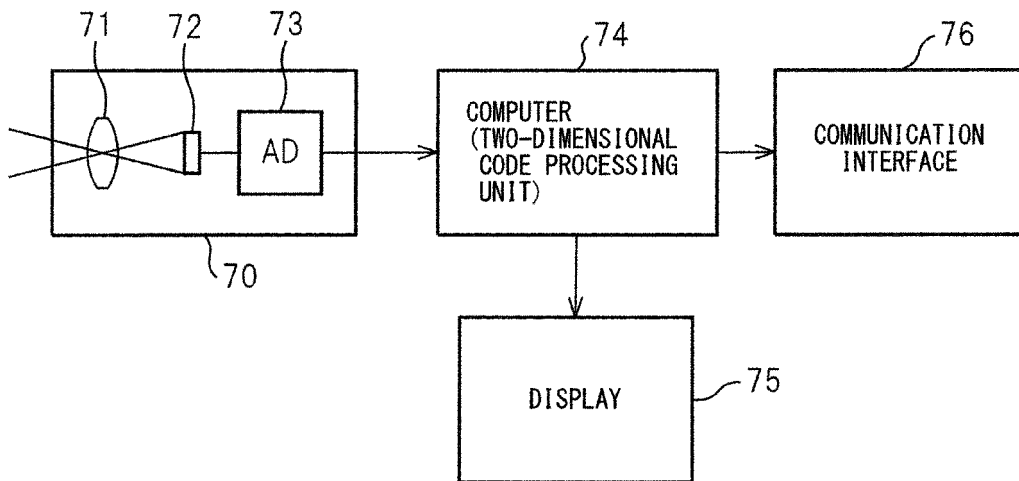 71
72
73
74
76
AD
COMPUTER
(TWO-DIMENSIONAL
CODE PROCESSING
UNIT)
COMMUNICATION
INTERFACE
70
DISPLAY
75